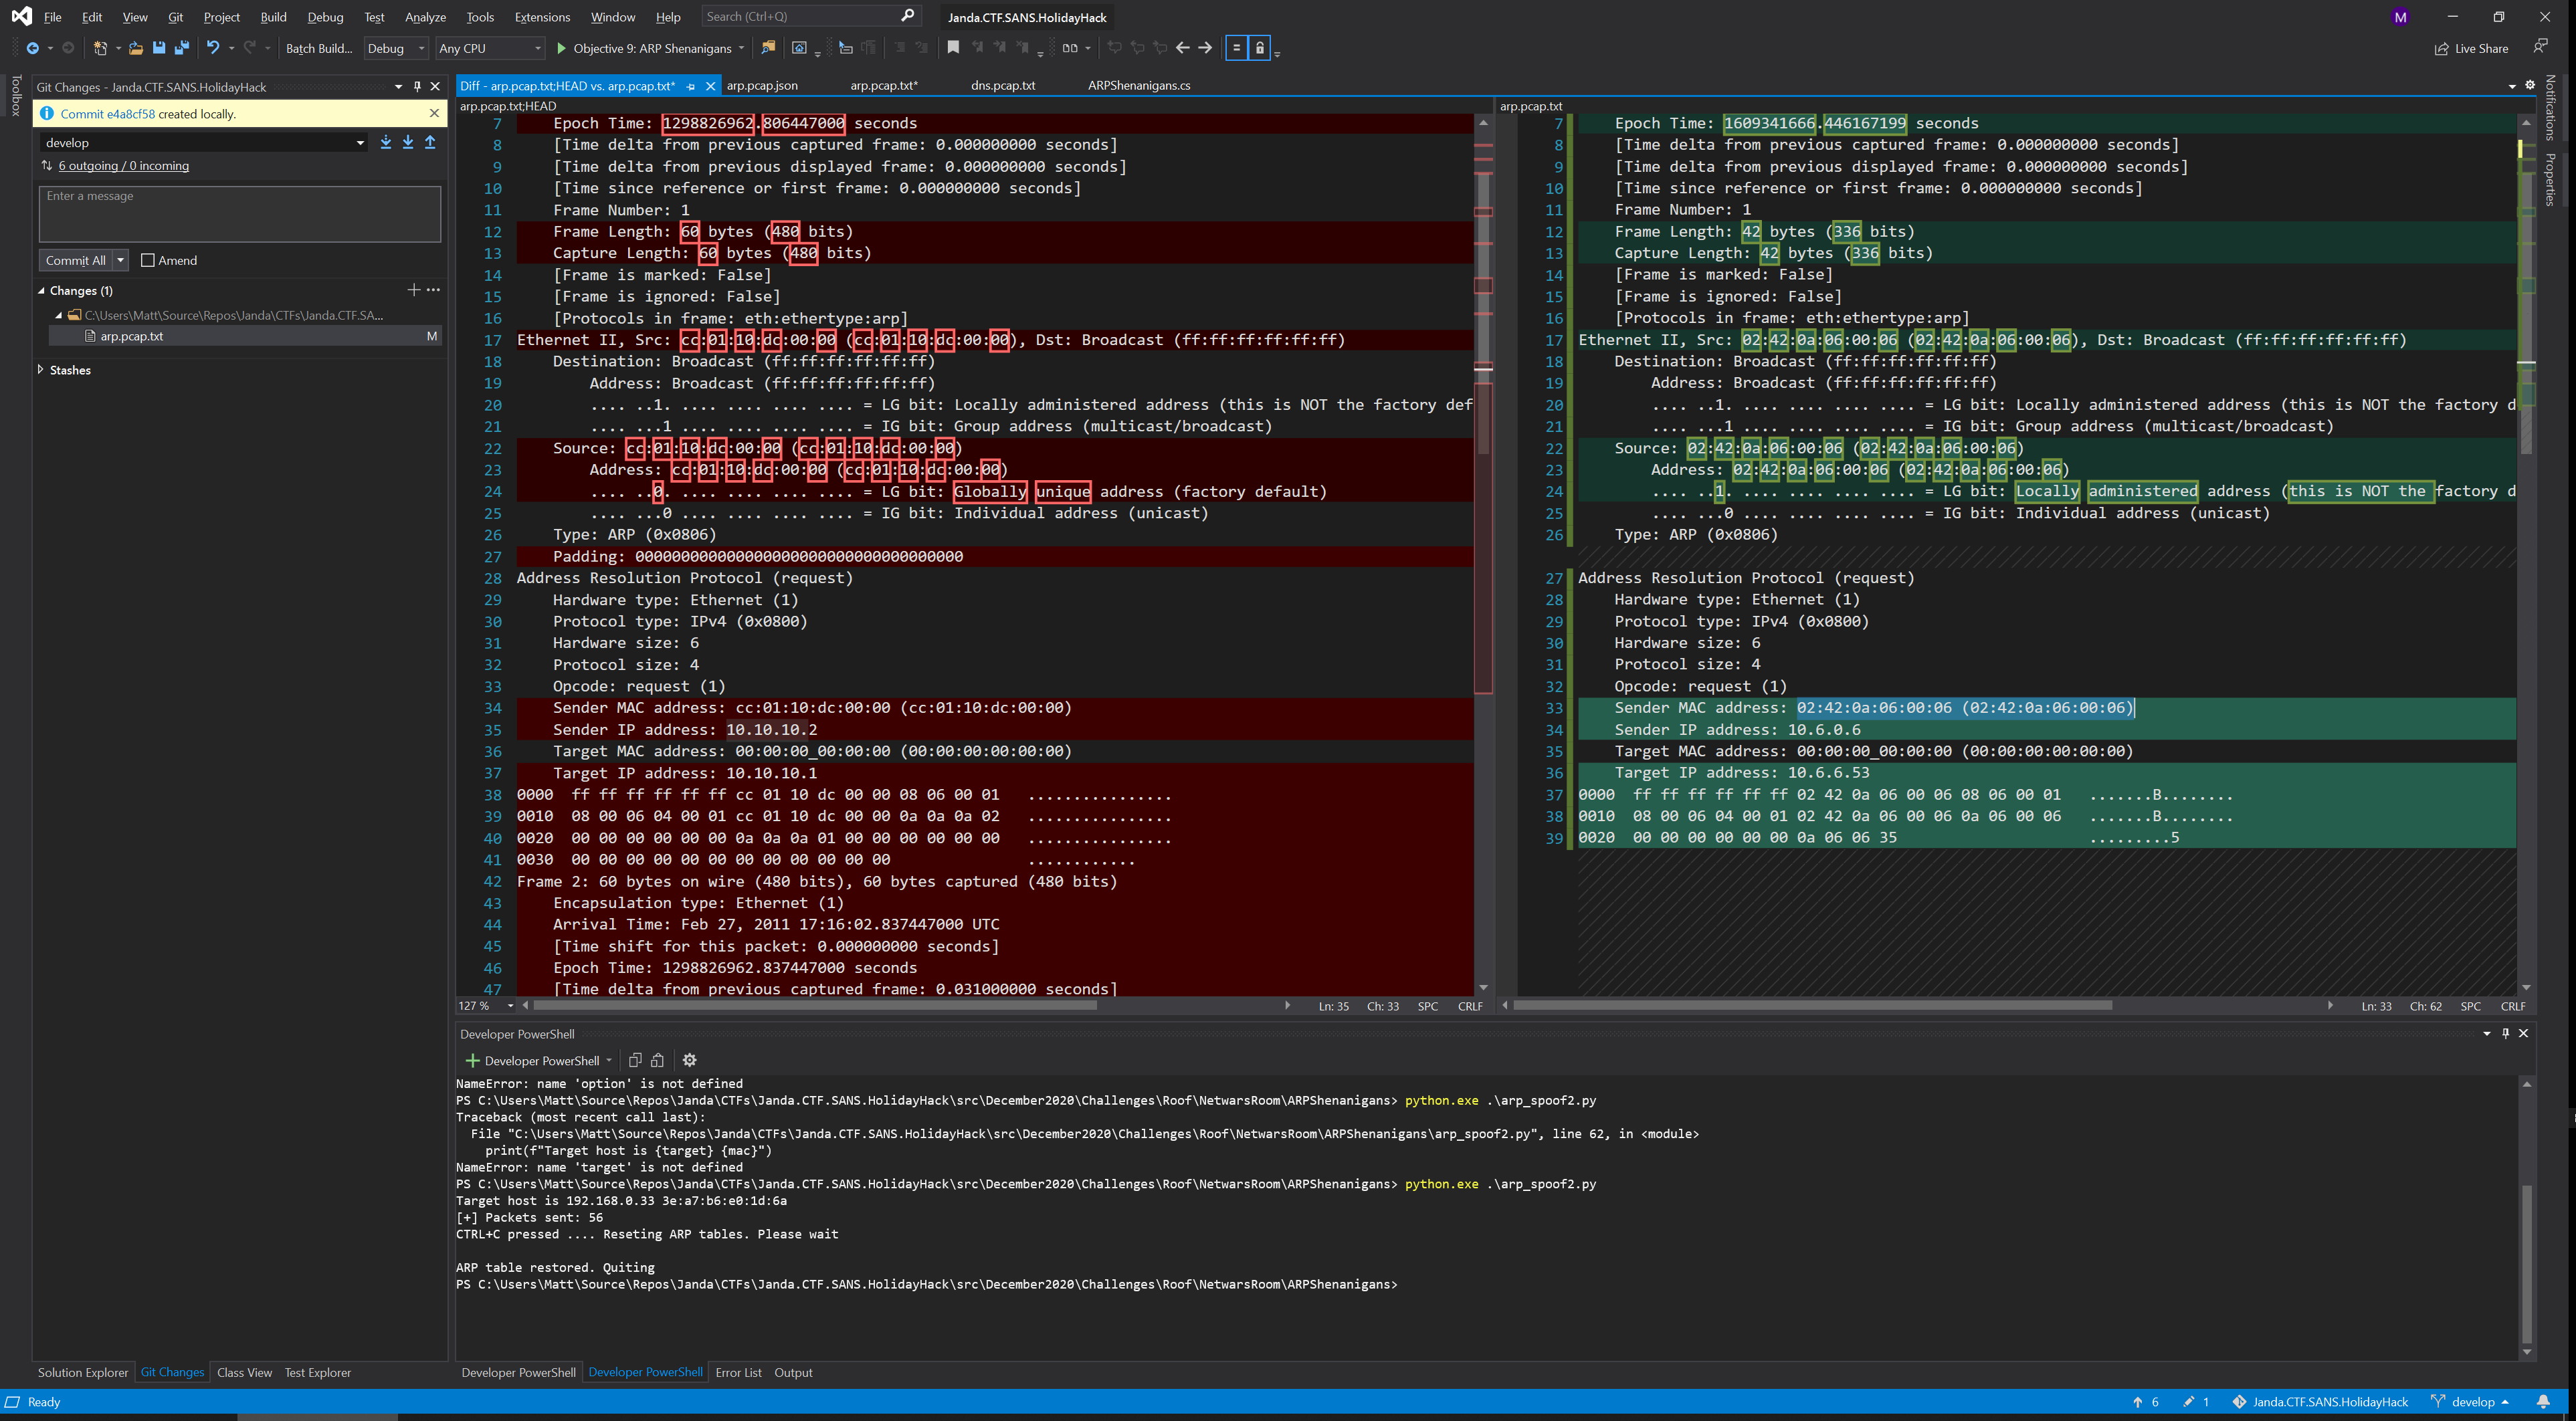 File Edit View Git Project Build Debug Test Analyze Tools Extensions Window Help Search (Ctrl+Q) Janda.CTF.SANS.HolidayHack M
Batch Build... Debug Any CPU Objective 9: ARP Shenanigans Live Share
Toolbox
Git Changes - Janda.CTF.SANS.HolidayHack
Commit e4a8cf58 created locally.
develop
6 outgoing / 0 incoming
Enter a message
Commit All Amend
Changes (1)
C:\Users\Matt\Source\Repos\Janda\CTFs\Janda.CTF.SA...
arp.pcap.txt M
Stashes
Diff - arp.pcap.txt;HEAD vs. arp.pcap.txt* arp.pcap.json arp.pcap.txt* dns.pcap.txt ARPShenanigans.cs
arp.pcap.txt;HEAD
7 Epoch Time: 1298826962.806447000 seconds
8 [Time delta from previous captured frame: 0.000000000 seconds]
9 [Time delta from previous displayed frame: 0.000000000 seconds]
10 [Time since reference or first frame: 0.000000000 seconds]
11 Frame Number: 1
12 Frame Length: 60 bytes (480 bits)
13 Capture Length: 60 bytes (480 bits)
14 [Frame is marked: False]
15 [Frame is ignored: False]
16 [Protocols in frame: eth:ethertype:arp]
17 Ethernet II, Src: cc:01:10:dc:00:00 (cc:01:10:dc:00:00), Dst: Broadcast (ff:ff:ff:ff:ff:ff)
18 Destination: Broadcast (ff:ff:ff:ff:ff:ff)
19 Address: Broadcast (ff:ff:ff:ff:ff:ff)
20 .... ..1. .... .... .... .... = LG bit: Locally administered address (this is NOT the factory def
21 .... ...1 .... .... .... .... = IG bit: Group address (multicast/broadcast)
22 Source: cc:01:10:dc:00:00 (cc:01:10:dc:00:00)
23 Address: cc:01:10:dc:00:00 (cc:01:10:dc:00:00)
24 .... ..0. .... .... .... .... = LG bit: Globally unique address (factory default)
25 .... ...0 .... .... .... .... = IG bit: Individual address (unicast)
26 Type: ARP (0x0806)
27 Padding: 000000000000000000000000000000000000
28 Address Resolution Protocol (request)
29 Hardware type: Ethernet (1)
30 Protocol type: IPv4 (0x0800)
31 Hardware size: 6
32 Protocol size: 4
33 Opcode: request (1)
34 Sender MAC address: cc:01:10:dc:00:00 (cc:01:10:dc:00:00)
35 Sender IP address: 10.10.10.2
36 Target MAC address: 00:00:00_00:00:00 (00:00:00:00:00:00)
37 Target IP address: 10.10.10.1
38 0000 ff ff ff ff ff ff cc 01 10 dc 00 00 08 06 00 01 ................
39 0010 08 00 06 04 00 01 cc 01 10 dc 00 00 0a 0a 0a 02 ................
40 0020 00 00 00 00 00 00 0a 0a 0a 01 00 00 00 00 00 00 ................
41 0030 00 00 00 00 00 00 00 00 00 00 00 00 ............
42 Frame 2: 60 bytes on wire (480 bits), 60 bytes captured (480 bits)
43 Encapsulation type: Ethernet (1)
44 Arrival Time: Feb 27, 2011 17:16:02.837447000 UTC
45 [Time shift for this packet: 0.000000000 seconds]
46 Epoch Time: 1298826962.837447000 seconds
47 [Time delta from previous captured frame: 0.031000000 seconds]
127 % Ln: 35 Ch: 33 SPC CRLF
arp.pcap.txt
7 Epoch Time: 1609341666.446167199 seconds
8 [Time delta from previous captured frame: 0.000000000 seconds]
9 [Time delta from previous displayed frame: 0.000000000 seconds]
10 [Time since reference or first frame: 0.000000000 seconds]
11 Frame Number: 1
12 Frame Length: 42 bytes (336 bits)
13 Capture Length: 42 bytes (336 bits)
14 [Frame is marked: False]
15 [Frame is ignored: False]
16 [Protocols in frame: eth:ethertype:arp]
17 Ethernet II, Src: 02:42:0a:06:00:06 (02:42:0a:06:00:06), Dst: Broadcast (ff:ff:ff:ff:ff:ff)
18 Destination: Broadcast (ff:ff:ff:ff:ff:ff)
19 Address: Broadcast (ff:ff:ff:ff:ff:ff)
20 .... ..1. .... .... .... .... = LG bit: Locally administered address (this is NOT the factory d
21 .... ...1 .... .... .... .... = IG bit: Group address (multicast/broadcast)
22 Source: 02:42:0a:06:00:06 (02:42:0a:06:00:06)
23 Address: 02:42:0a:06:00:06 (02:42:0a:06:00:06)
24 .... ..1. .... .... .... .... = LG bit: Locally administered address (this is NOT the factory d
25 .... ...0 .... .... .... .... = IG bit: Individual address (unicast)
26 Type: ARP (0x0806)
27 Address Resolution Protocol (request)
28 Hardware type: Ethernet (1)
29 Protocol type: IPv4 (0x0800)
30 Hardware size: 6
31 Protocol size: 4
32 Opcode: request (1)
33 Sender MAC address: 02:42:0a:06:00:06 (02:42:0a:06:00:06)
34 Sender IP address: 10.6.0.6
35 Target MAC address: 00:00:00_00:00:00 (00:00:00:00:00:00)
36 Target IP address: 10.6.6.53
37 0000 ff ff ff ff ff ff 02 42 0a 06 00 06 08 06 00 01 .......B........
38 0010 08 00 06 04 00 01 02 42 0a 06 00 06 0a 06 00 06 .......B........
39 0020 00 00 00 00 00 00 0a 06 06 35 .........5
Ln: 33 Ch: 62 SPC CRLF
Notifications
Properties
Developer PowerShell
Developer PowerShell
NameError: name 'option' is not defined
PS C:\Users\Matt\Source\Repos\Janda\CTFs\Janda.CTF.SANS.HolidayHack\src\December2020\Challenges\Roof\NetwarsRoom\ARPShenanigans> python.exe .\arp_spoof2.py
Traceback (most recent call last):
File "C:\Users\Matt\Source\Repos\Janda\CTFs\Janda.CTF.SANS.HolidayHack\src\December2020\Challenges\Roof\NetwarsRoom\ARPShenanigans\arp_spoof2.py", line 62, in <module>
print(f"Target host is {target} {mac}")
NameError: name 'target' is not defined
PS C:\Users\Matt\Source\Repos\Janda\CTFs\Janda.CTF.SANS.HolidayHack\src\December2020\Challenges\Roof\NetwarsRoom\ARPShenanigans> python.exe .\arp_spoof2.py
Target host is 192.168.0.33 3e:a7:b6:e0:1d:6a
[+] Packets sent: 56
CTRL+C pressed .... Reseting ARP tables. Please wait
ARP table restored. Quiting
PS C:\Users\Matt\Source\Repos\Janda\CTFs\Janda.CTF.SANS.HolidayHack\src\December2020\Challenges\Roof\NetwarsRoom\ARPShenanigans>
Solution Explorer Git Changes Class View Test Explorer Developer PowerShell Developer PowerShell Error List Output
Ready 6 1 Janda.CTF.SANS.HolidayHack develop